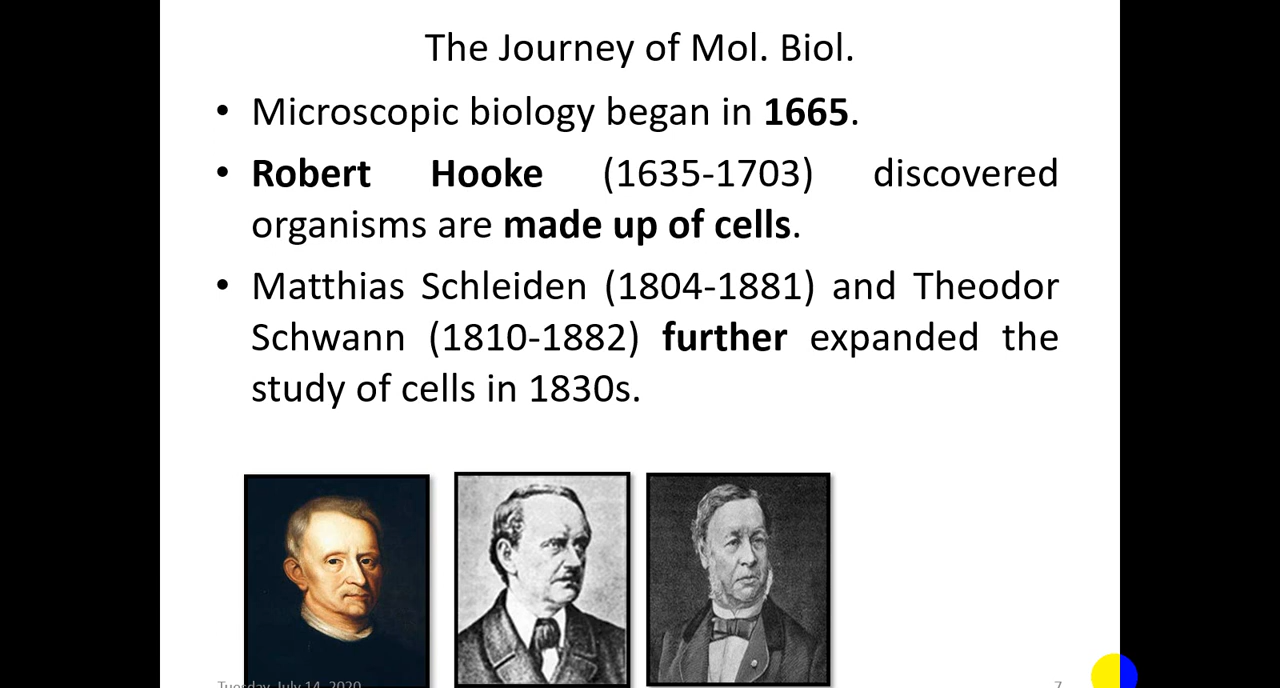 The Journey of Mol. Biol.
• Microscopic biology began in 1665.
• Robert Hooke (1635-1703) discovered
organisms are made up of cells.
• Matthias Schleiden (1804-1881) and Theodor
Schwann (1810-1882) further expanded the
study of cells in 1830s.
Tuesday, July 14, 2020
7